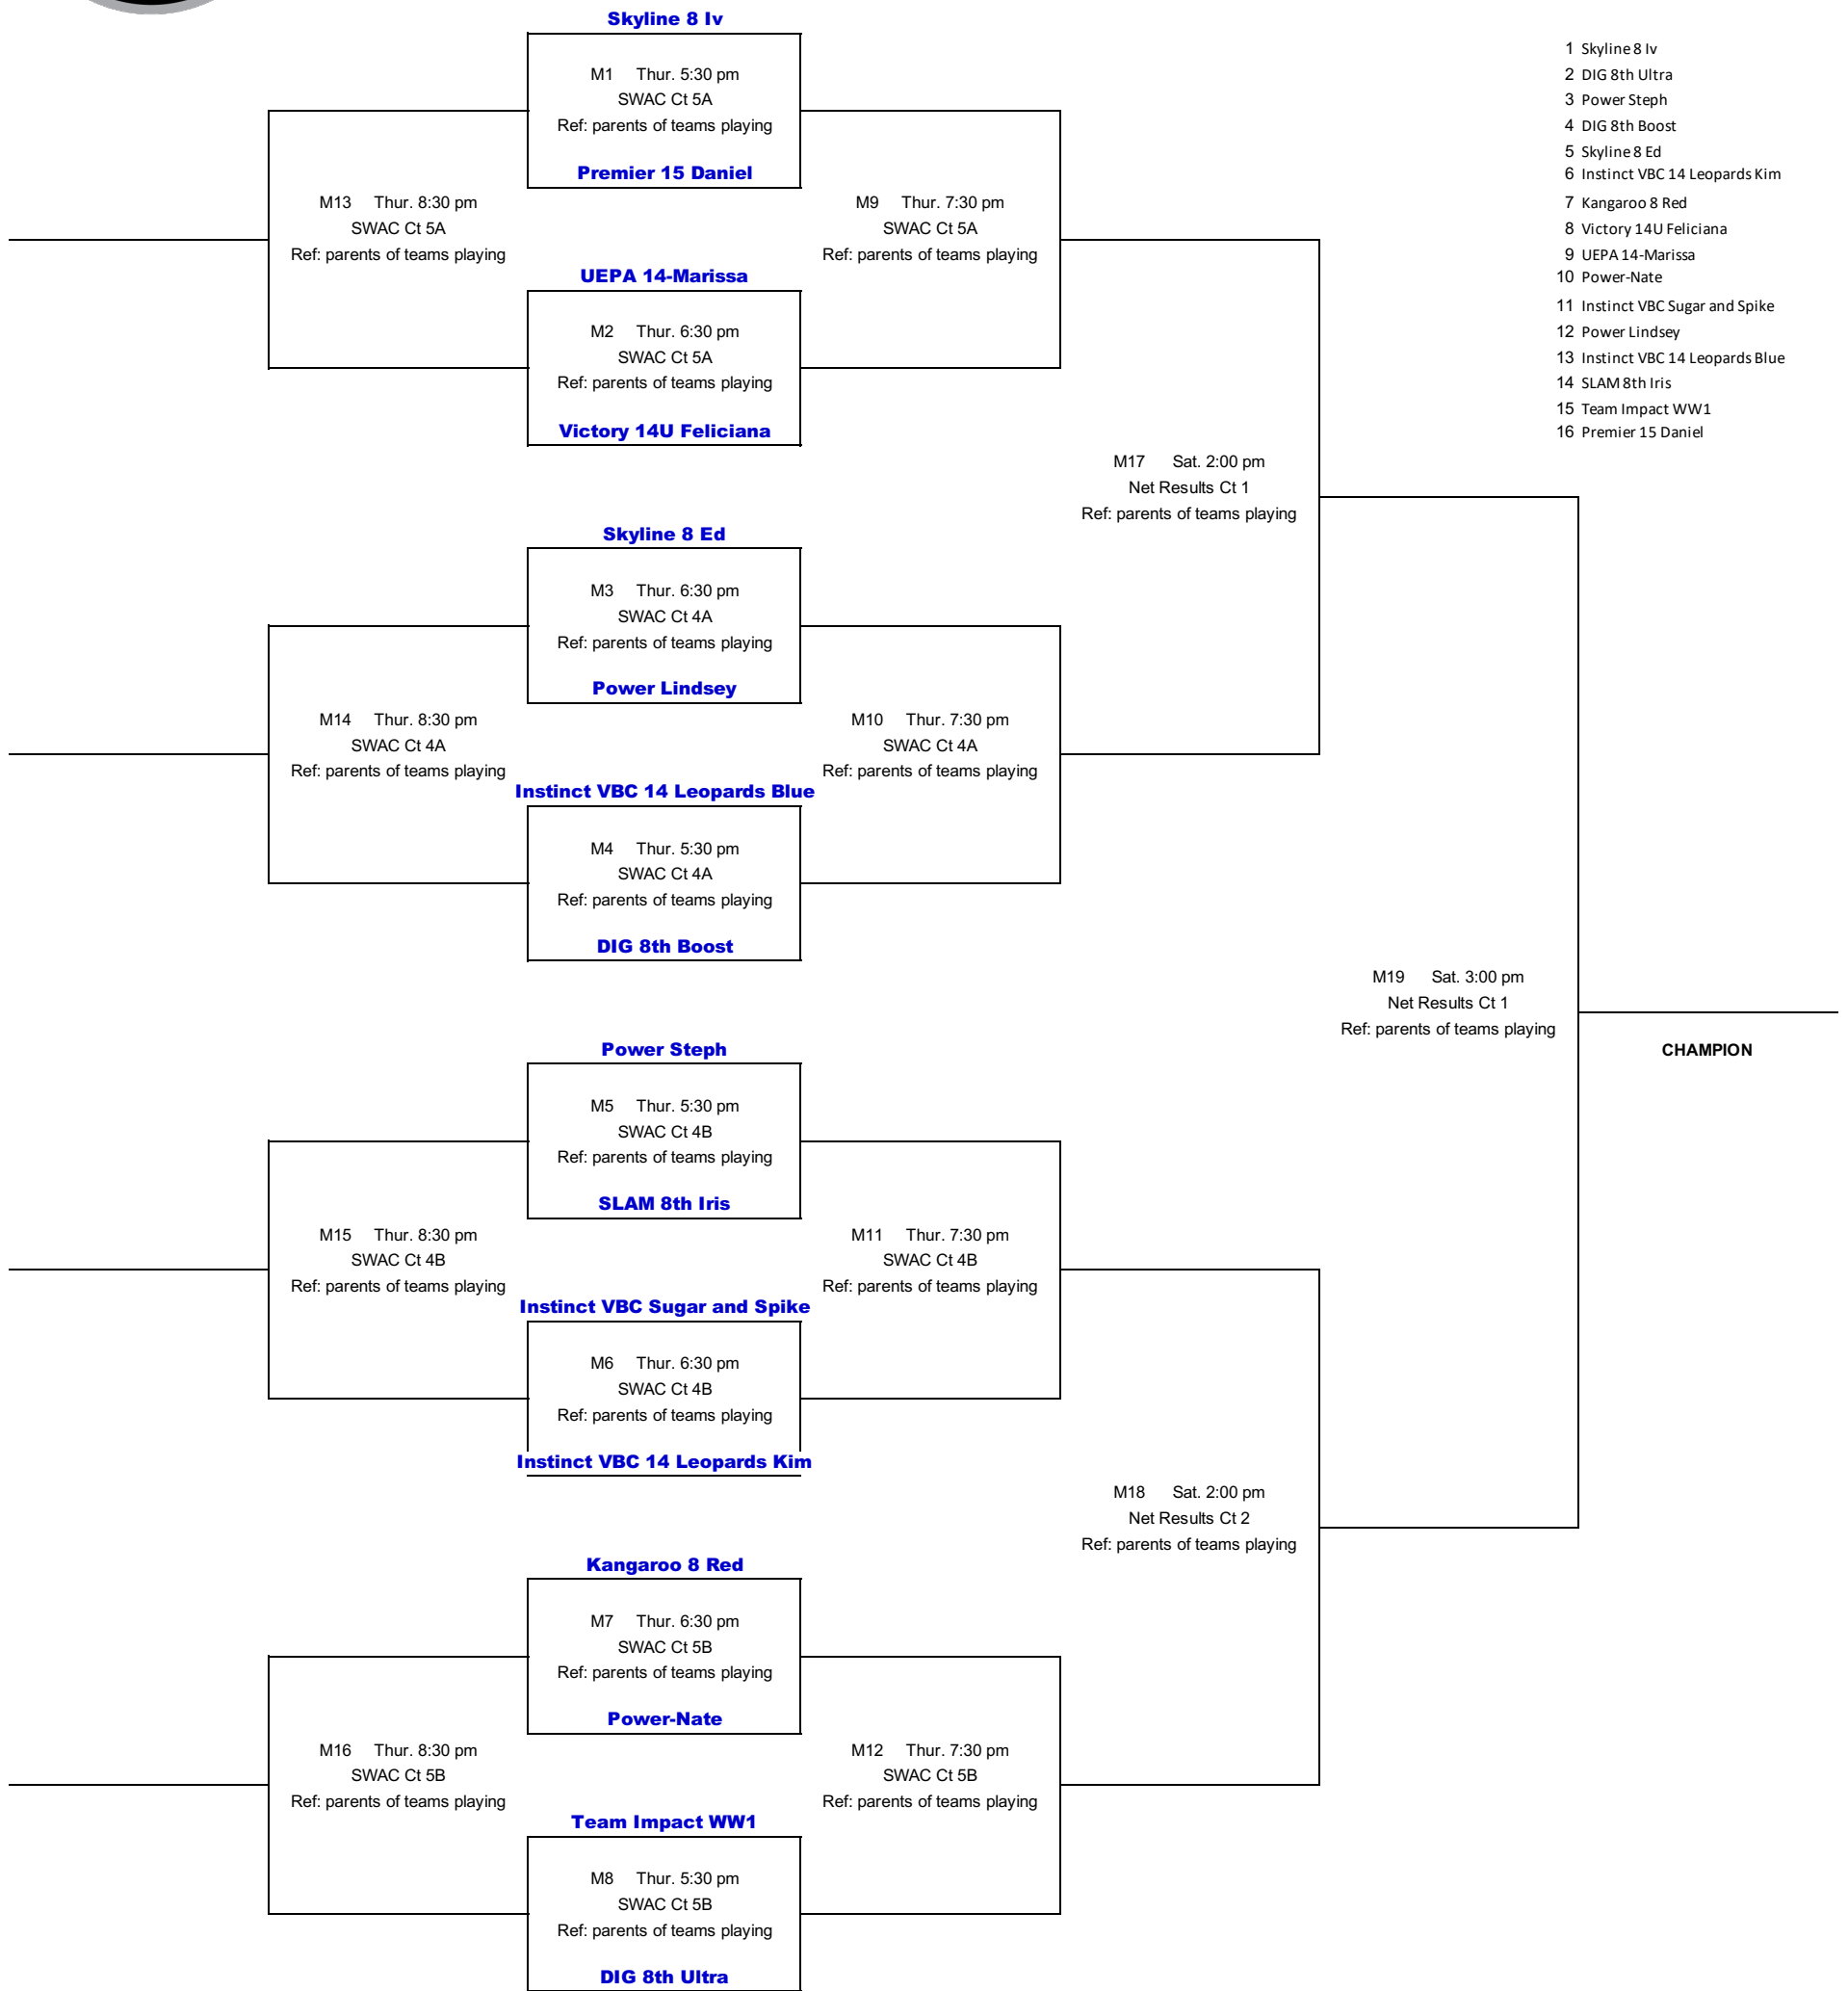 Skyline 8 Iv
M1 Thur. 5:30 pm
SWAC Ct 5A
Ref: parents of teams playing
Premier 15 Daniel
M13 Thur. 8:30 pm
SWAC Ct 5A
Ref: parents of teams playing
M9 Thur. 7:30 pm
SWAC Ct 5A
Ref: parents of teams playing
UEPA 14-Marissa
M2 Thur. 6:30 pm
SWAC Ct 5A
Ref: parents of teams playing
Victory 14U Feliciana
M17 Sat. 2:00 pm
Net Results Ct 1
Ref: parents of teams playing
Skyline 8 Ed
M3 Thur. 6:30 pm
SWAC Ct 4A
Ref: parents of teams playing
Power Lindsey
M14 Thur. 8:30 pm
SWAC Ct 4A
Ref: parents of teams playing
M10 Thur. 7:30 pm
SWAC Ct 4A
Ref: parents of teams playing
Instinct VBC 14 Leopards Blue
M4 Thur. 5:30 pm
SWAC Ct 4A
Ref: parents of teams playing
DIG 8th Boost
M19 Sat. 3:00 pm
Net Results Ct 1
Ref: parents of teams playing
CHAMPION
Power Steph
M5 Thur. 5:30 pm
SWAC Ct 4B
Ref: parents of teams playing
SLAM 8th Iris
M15 Thur. 8:30 pm
SWAC Ct 4B
Ref: parents of teams playing
M11 Thur. 7:30 pm
SWAC Ct 4B
Ref: parents of teams playing
Instinct VBC Sugar and Spike
M6 Thur. 6:30 pm
SWAC Ct 4B
Ref: parents of teams playing
Instinct VBC 14 Leopards Kim
M18 Sat. 2:00 pm
Net Results Ct 2
Ref: parents of teams playing
Kangaroo 8 Red
M7 Thur. 6:30 pm
SWAC Ct 5B
Ref: parents of teams playing
Power-Nate
M16 Thur. 8:30 pm
SWAC Ct 5B
Ref: parents of teams playing
M12 Thur. 7:30 pm
SWAC Ct 5B
Ref: parents of teams playing
Team Impact WW1
M8 Thur. 5:30 pm
SWAC Ct 5B
Ref: parents of teams playing
DIG 8th Ultra
1 Skyline 8 Iv
2 DIG 8th Ultra
3 Power Steph
4 DIG 8th Boost
5 Skyline 8 Ed
6 Instinct VBC 14 Leopards Kim
7 Kangaroo 8 Red
8 Victory 14U Feliciana
9 UEPA 14-Marissa
10 Power-Nate
11 Instinct VBC Sugar and Spike
12 Power Lindsey
13 Instinct VBC 14 Leopards Blue
14 SLAM 8th Iris
15 Team Impact WW1
16 Premier 15 Daniel